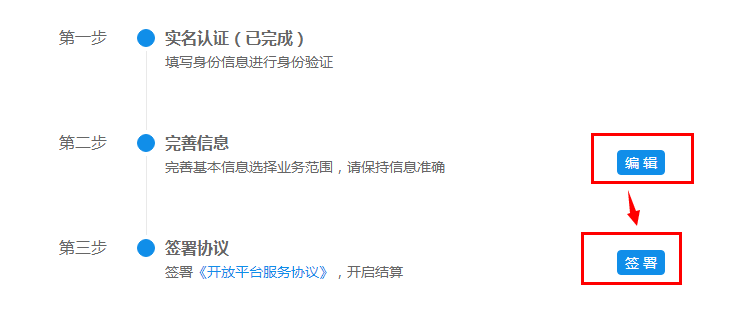 第一步 实名认证（已完成）
填写身份信息进行身份验证
第二步 完善信息
完善基本信息选择业务范围，请保持信息准确
编辑
第三步 签署协议
签署《开放平台服务协议》，开启结算
签署